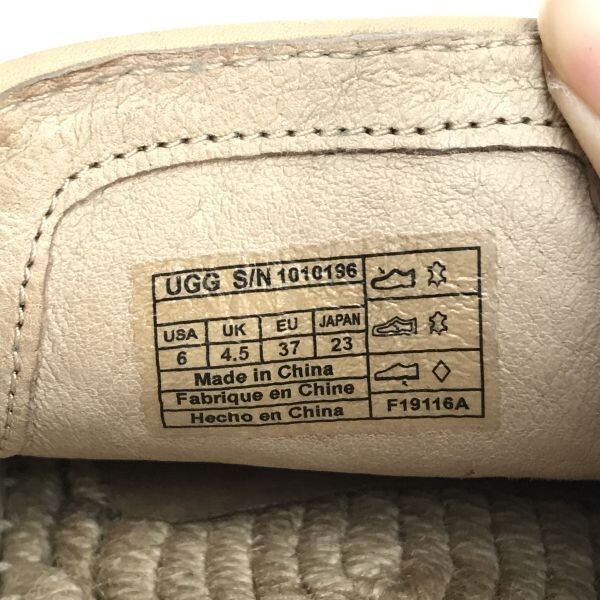 UGG S/N 1010196
USA UK EU JAPAN
6 4.5 37 23
Made in China
Fabrique en Chine
Hecho en China
F19116A